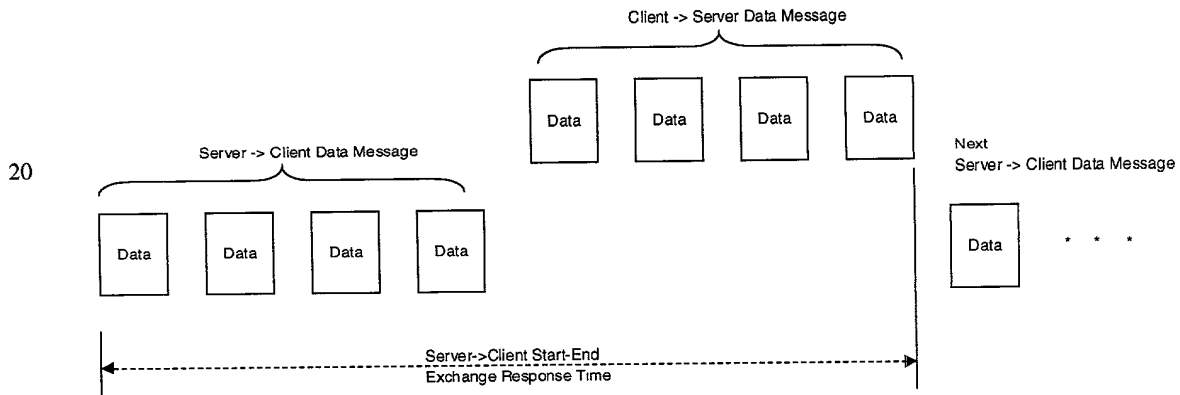 Client -> Server Data Message
Data Data Data Data
Next
Server -> Client Data Message
20
Server -> Client Data Message
Data Data Data Data
Data * * *
Server->Client Start-End
Exchange Response Time